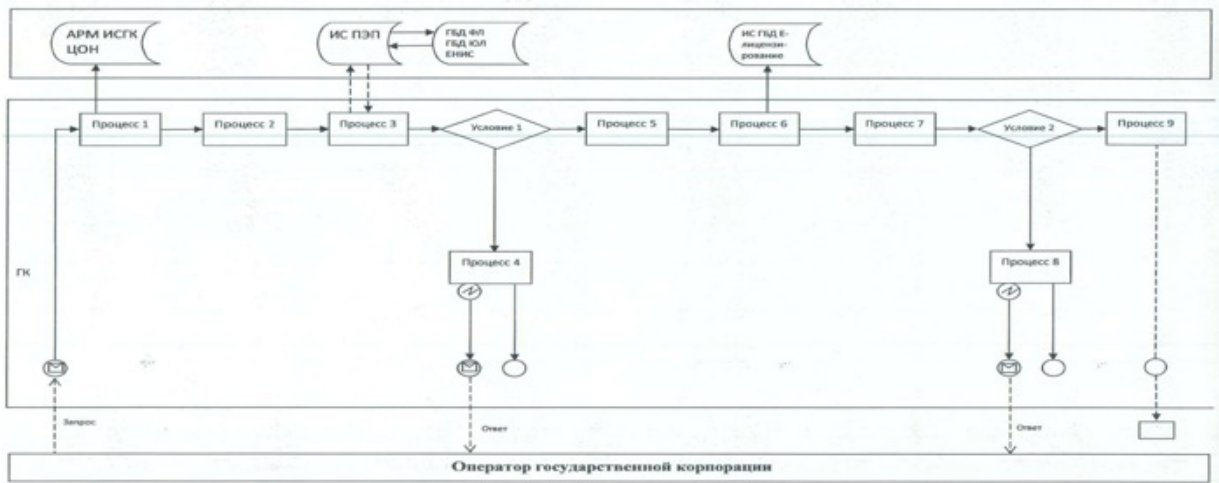 АРМ ИСГК
ЦОН
ИС ПЭП
ГБД ФЛ
ГБД ЮЛ
ЕНИС
ИС ГБД Е-
лицензи-
рование
Процесс 1
Процесс 2
Процесс 3
Условие 1
Процесс 5
Процесс 6
Процесс 7
Условие 2
Процесс 9
Процесс 4
Процесс 8
ГК
Запрос
Ответ
Ответ
Оператор государственной корпорации